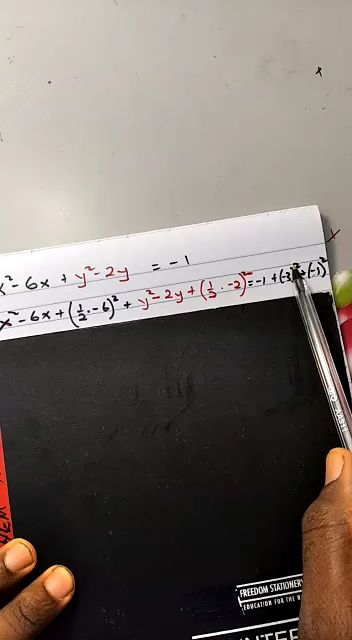 x²-6x + y²-2y = -1
x²-6x + (½·-6)² + y²-2y + (½·-2)² = -1 + (-3)² + (-1)²
FREEDOM STATIONERY
EDUCATION FOR THE